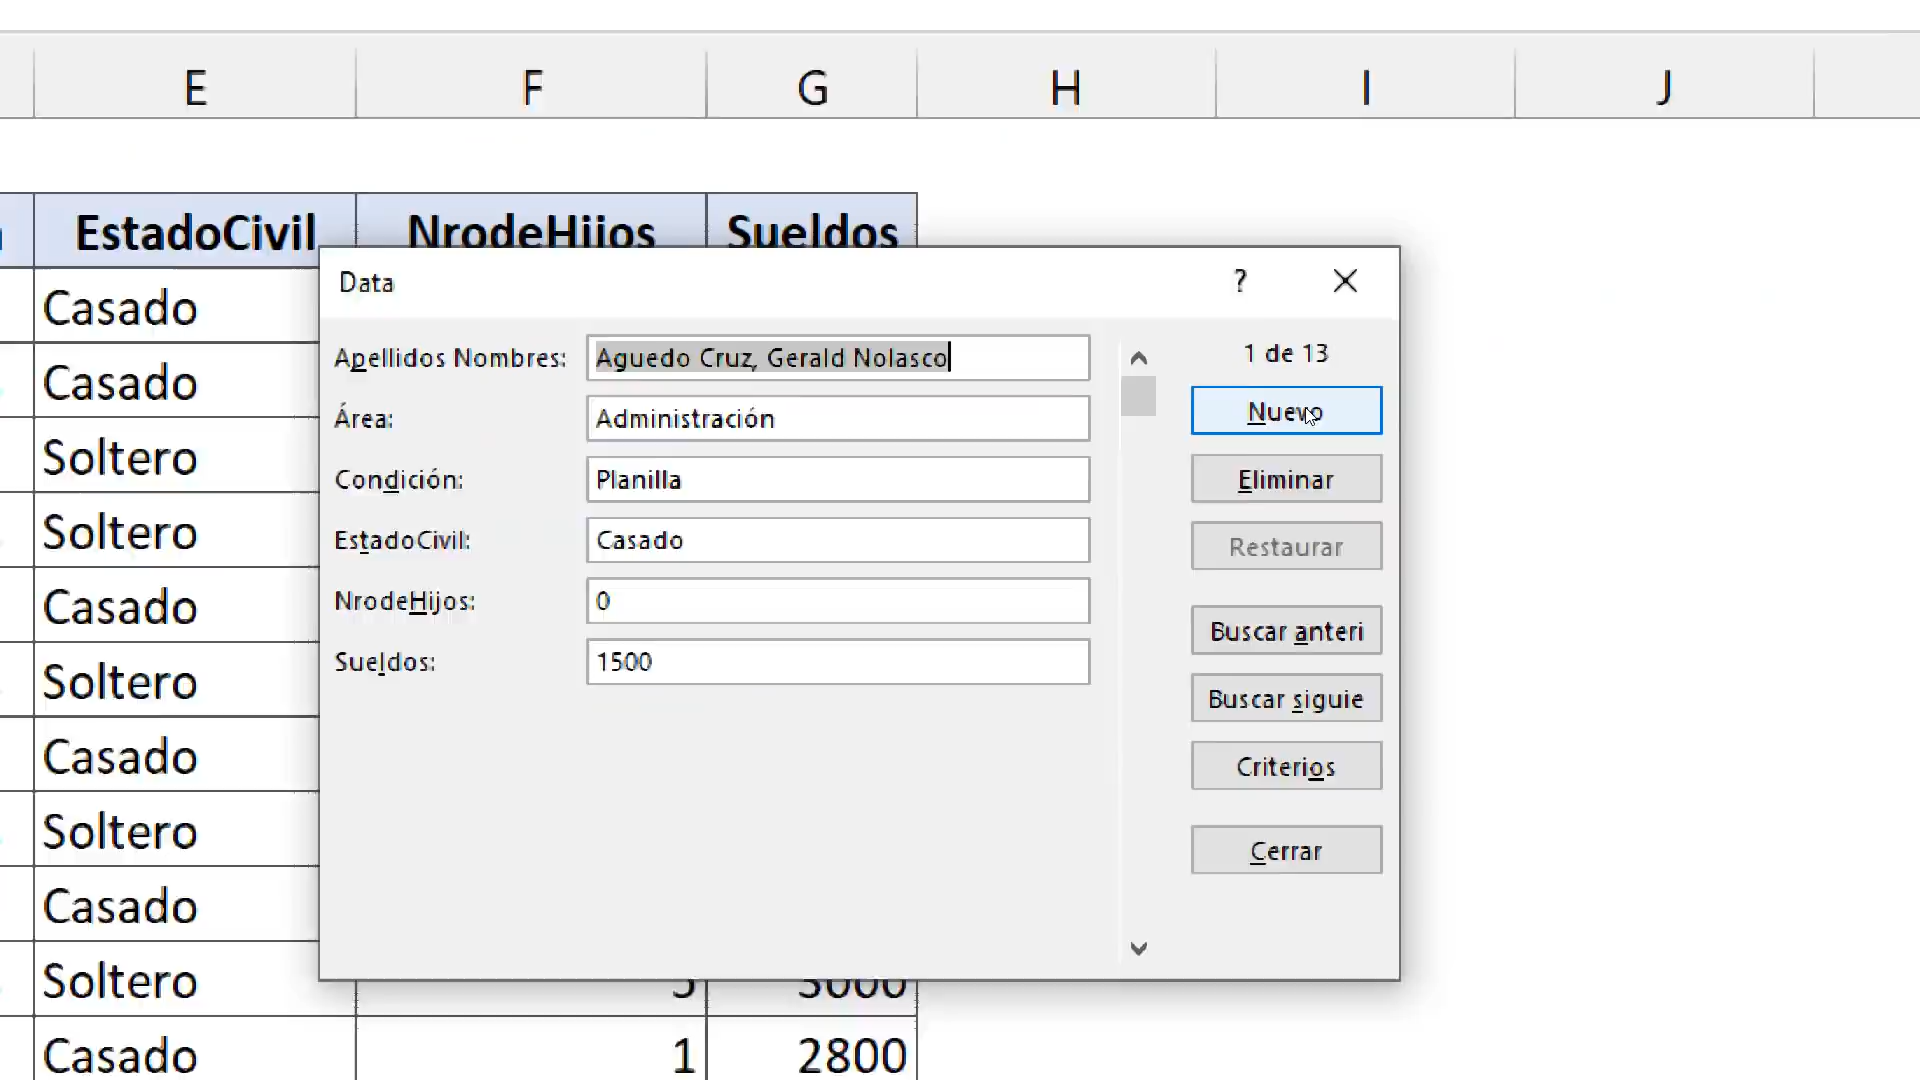 E F G H I J
EstadoCivil NrodeHijos Sueldos
Casado
Casado
Soltero
Soltero
Casado
Soltero
Casado
Soltero
Casado
Soltero 3000
Casado 1 2800
Data ? ×
Apellidos Nombres: Aguedo Cruz, Gerald Nolasco
Área: Administración
Condición: Planilla
EstadoCivil: Casado
NrodeHijos: 0
Sueldos: 1500
1 de 13
Nuevo
Eliminar
Restaurar
Buscar anteri
Buscar siguie
Criterios
Cerrar